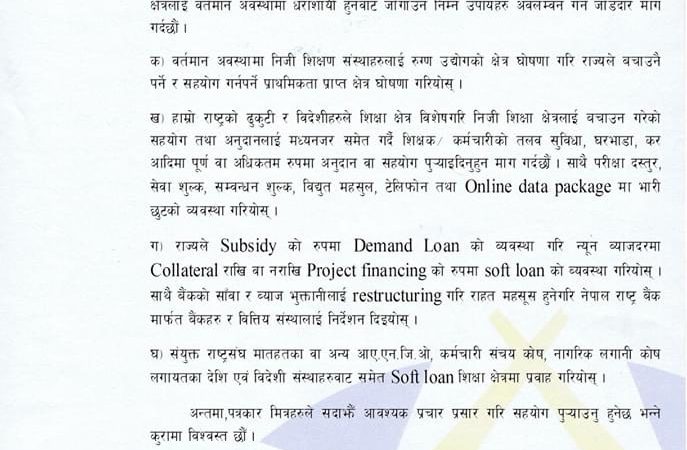 क्षेत्रलाई वर्तमान अवस्थामा धराशायी हुनबाट जोगाउन निम्न उपायहरु अवलम्बन गर्न जोडदार माग
गर्दछौं ।
क) वर्तमान अवस्थामा निजी शिक्षण संस्थाहरुलाई रुग्ण उद्योगको क्षेत्र घोषणा गरि राज्यले बचाउनै
पर्ने र सहयोग गर्नपर्ने प्राथमिकता प्राप्त क्षेत्र घोषणा गरियोस् ।
ख) हाम्रो राष्ट्रको ढुकुटी र विदेशीहरुले शिक्षा क्षेत्र विशेषगरि निजी शिक्षा क्षेत्रलाई बचाउन गरेको
सहयोग तथा अनुदानलाई मध्यनजर समेत गर्दै शिक्षक/ कर्मचारीको तलव सुविधा, घरभाडा, कर
आदिमा पूर्ण वा अधिकतम रुपमा अनुदान वा सहयोग पुऱ्याइदिनुहुन माग गर्दछौं । साथै परीक्षा दस्तुर,
सेवा शुल्क, सम्वन्धन शुल्क, विद्युत महसुल, टेलिफोन तथा Online data package मा भारी
छुटको व्यवस्था गरियोस् ।
ग) राज्यले Subsidy को रुपमा Demand Loan को व्यवस्था गरि न्यून व्याजदरमा
Collateral राखि वा नराखि Project financing को रुपमा soft loan को व्यवस्था गरियोस् ।
साथै बैंकको साँवा र व्याज भुक्तानीलाई restructuring गरि राहत महसूस हुनेगरि नेपाल राष्ट्र बैक
मार्फत बैकहरु र वित्तिय संस्थालाई निर्देशन दिइयोस् ।
घ) संयुक्त राष्ट्रसंघ मातहतका वा अन्य आए.एन.जि.ओ, कर्मचारी संचय कोष, नागरिक लगानी कोष
लगायतका देशि एवं विदेशी संस्थाहरुवाट समेत Soft loan शिक्षा क्षेत्रमा प्रवाह गरियोस् ।
अन्तमा,पत्रकार मित्रहरुले सदाझैं आवश्यक प्रचार प्रसार गरि सहयोग पुऱ्याउनु हुनेछ भन्ने
कुरामा विश्वस्त छौं ।